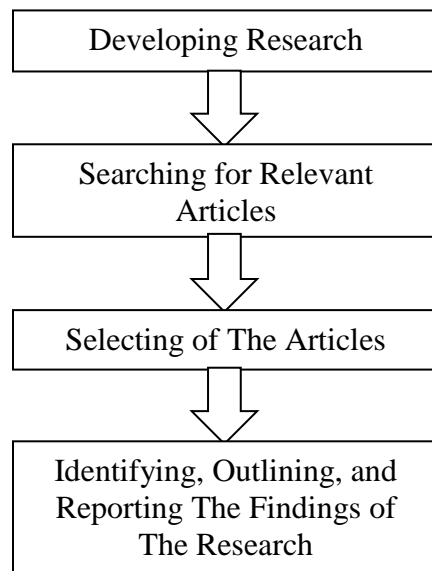 Developing Research
Searching for Relevant
Articles
Selecting of The Articles
Identifying, Outlining, and
Reporting The Findings of
The Research